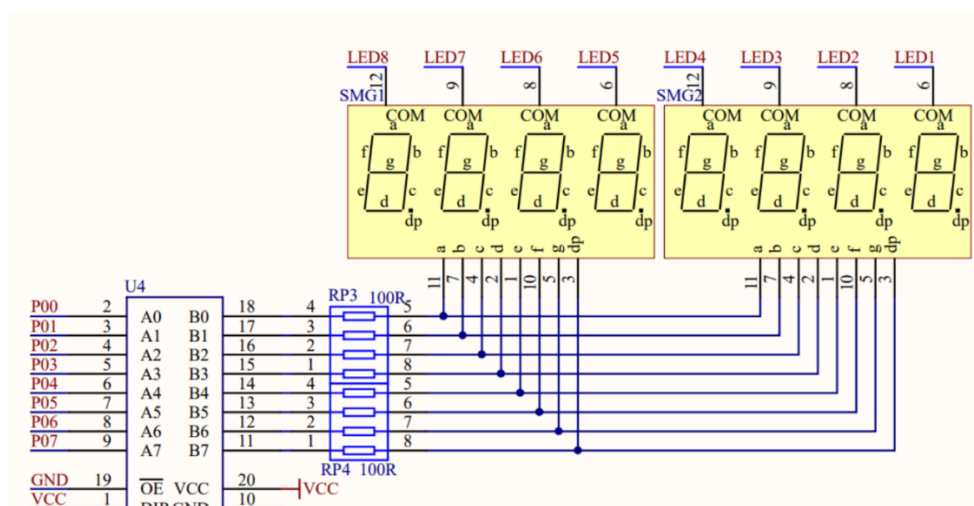 LED8 LED7 LED6 LED5 LED4 LED3 LED2 LED1
12 9 8 6 12 9 8 6
SMG1 SMG2
COM COM COM COM COM COM COM COM
a a a a a a a a
f b f b f b f b f b f b f b f b
g g g g g g g g
e c e c e c e c e c e c e c e c
d d d d d d d d
dp dp dp dp dp dp dp dp
a b c d e f g dp a b c d e f g dp
11 7 4 2 1 10 5 3 11 7 4 2 1 10 5 3
U4
RP3 100R
P00 2 A0 B0 18 4 5
P01 3 A1 B1 17 3 6
P02 4 A2 B2 16 2 7
P03 5 A3 B3 15 1 8
P04 6 A4 B4 14 4 5
P05 7 A5 B5 13 3 6
P06 8 A6 B6 12 2 7
P07 9 A7 B7 11 1 8
RP4 100R
GND 19 OE VCC 20 VCC
VCC 1 DIR GND 10